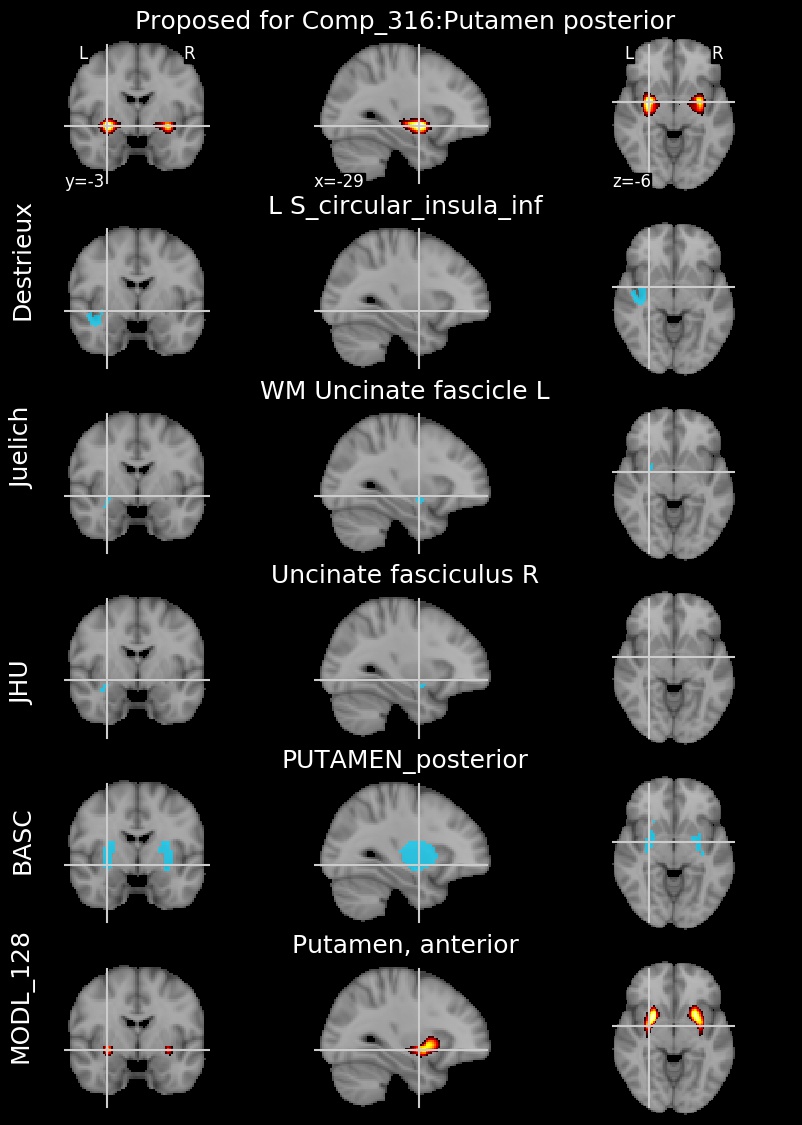 Proposed for Comp_316:Putamen posterior
L R L R
y=-3 x=-29 z=-6
Destrieux
L S_circular_insula_inf
Juelich
WM Uncinate fascicle L
JHU
Uncinate fasciculus R
BASC
PUTAMEN_posterior
MODL_128
Putamen, anterior